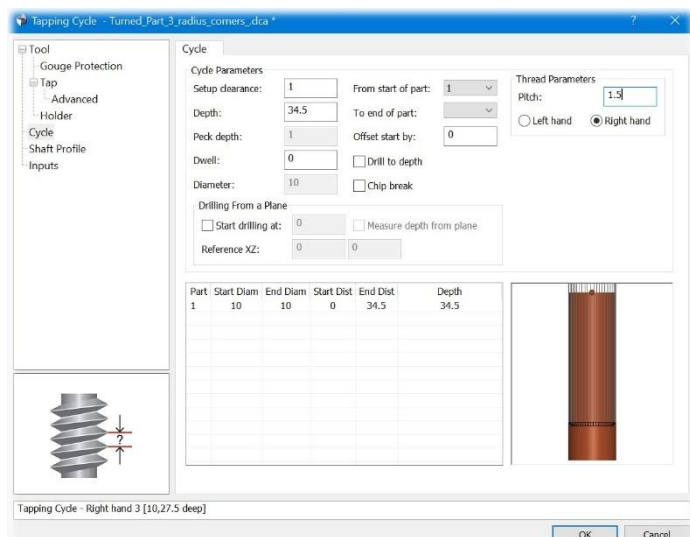 Tapping Cycle - Turned_Part_3_radius_corners_.dca *
? X
Tool
Gouge Protection
Tap
Advanced
Holder
Cycle
Shaft Profile
Inputs
Cycle
Cycle Parameters
Setup clearance: 1 From start of part: 1
Depth: 34.5 To end of part:
Peck depth: 1 Offset start by: 0
Dwell: 0 Drill to depth
Diameter: 10 Chip break
Thread Parameters
Pitch: 1.5
Left hand Right hand
Drilling From a Plane
Start drilling at: 0 Measure depth from plane
Reference XZ: 0 0
Part Start Diam End Diam Start Dist End Dist Depth
1 10 10 0 34.5 34.5
?
Tapping Cycle - Right hand 3 [10,27.5 deep]
OK Cancel